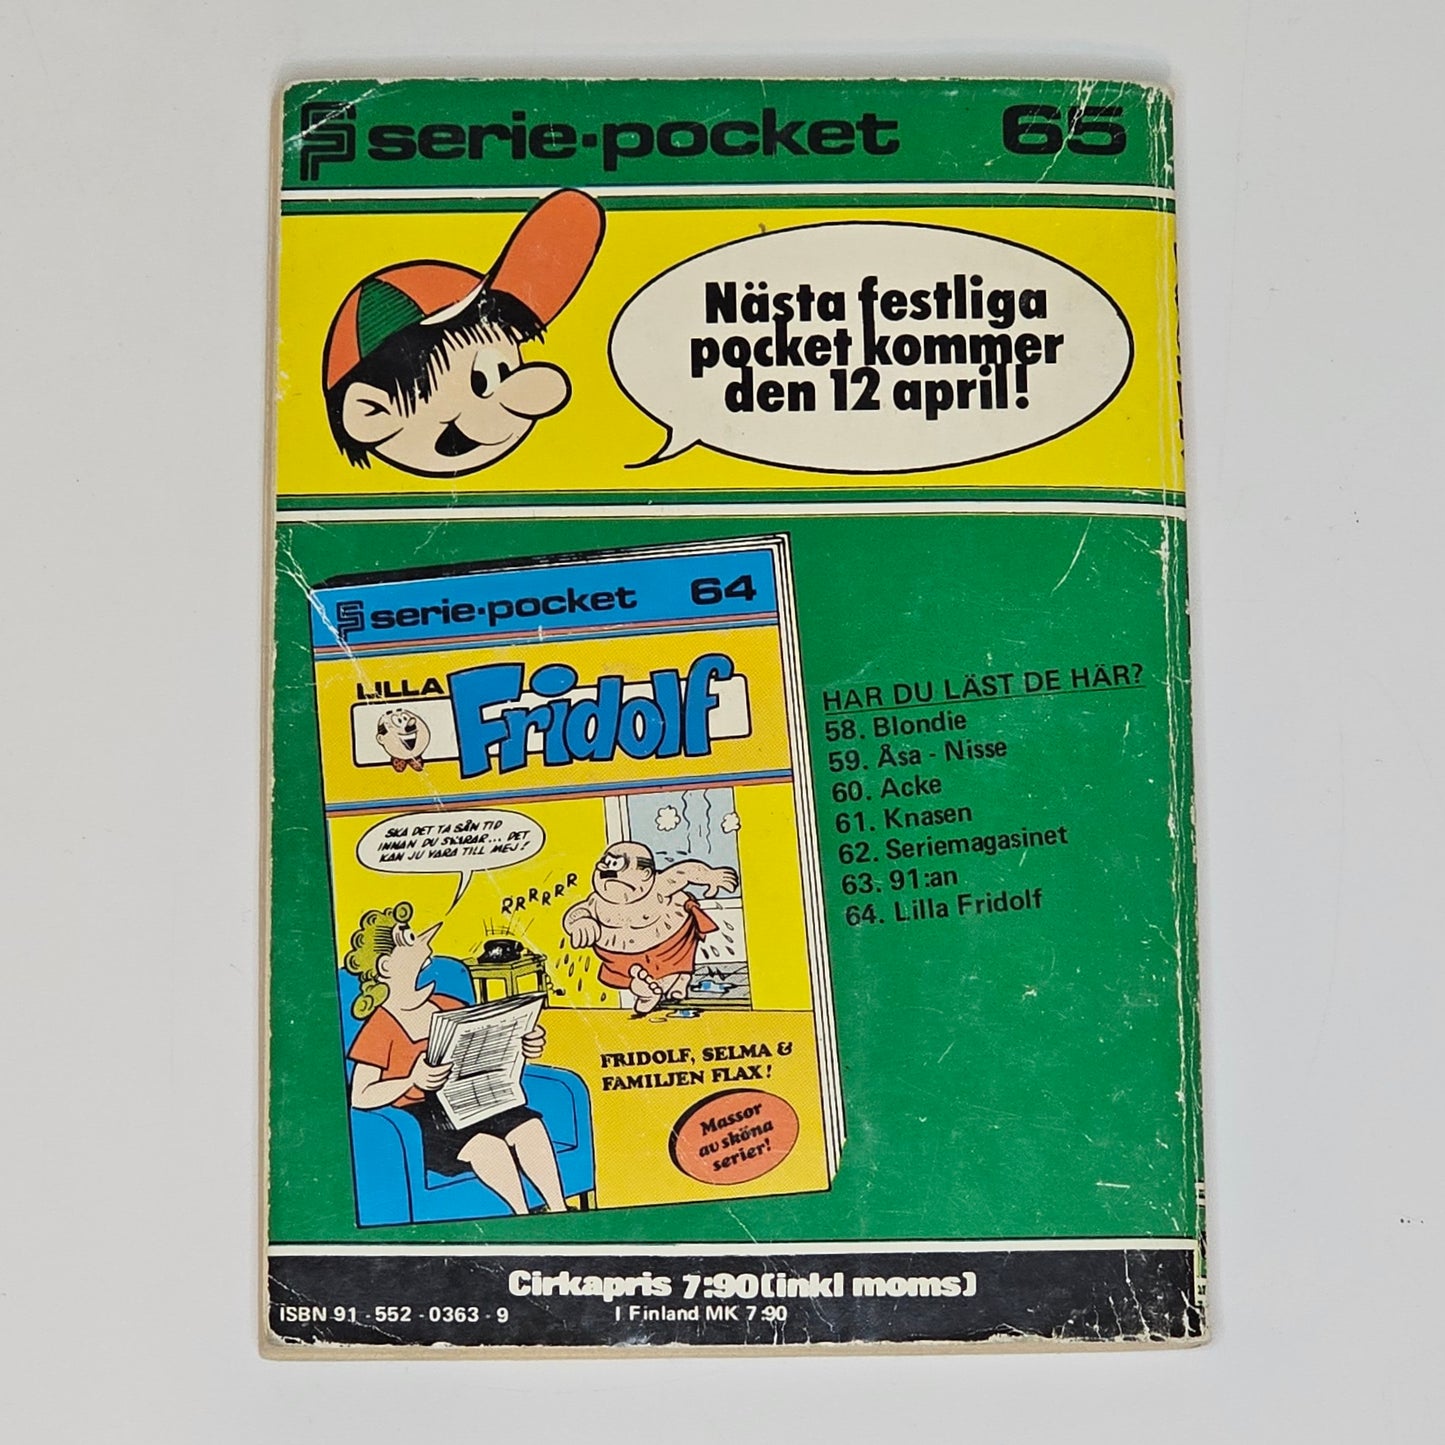 serie-pocket 65
Nästa festliga
pocket kommer
den 12 april!
serie-pocket 64
LILLA
Fridolf
SKA DET TA SÅN TID
INNAN DU SVARAR... DET
KAN JU VARA TILL MEJ!
RRRRRR
FRIDOLF, SELMA &
FAMILJEN FLAX!
Massor
av sköna
serier!
HAR DU LÄST DE HÄR?
58. Blondie
59. Åsa - Nisse
60. Acke
61. Knasen
62. Seriemagasinet
63. 91:an
64. Lilla Fridolf
Cirkapris 7:90(inkl moms)
ISBN 91 - 552 - 0363 - 9
I Finland MK 7:90